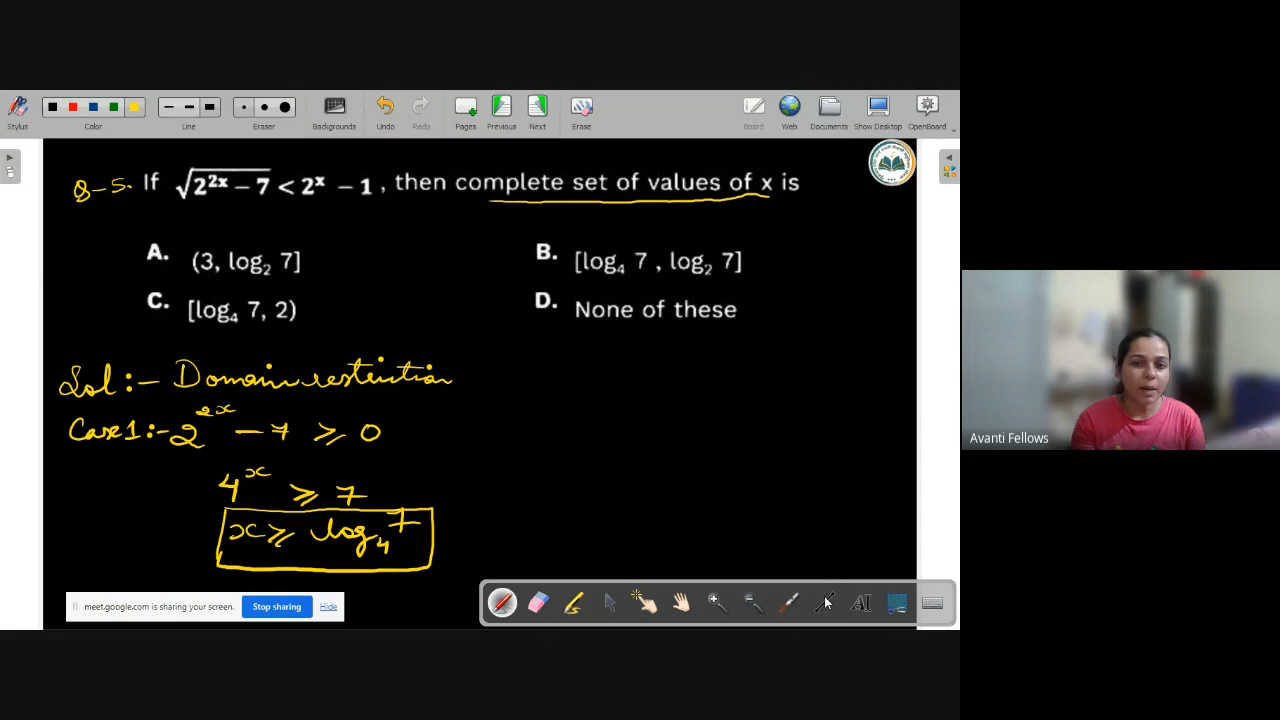 Stylus Color Line Eraser Backgrounds Undo Redo Pages Previous Next Erase Board Web Documents Show Desktop OpenBoard
Q-5. If √(2^(2x) − 7) < 2^x − 1, then complete set of values of x is
A. (3, log₂ 7]
B. [log₄ 7 , log₂ 7]
C. [log₄ 7, 2)
D. None of these
Sol :- Domain restriction
Case 1 :- 2^(2x) − 7 ≥ 0
4^x ≥ 7
x ≥ log₄ 7
meet.google.com is sharing your screen. Stop sharing Hide
Avanti Fellows